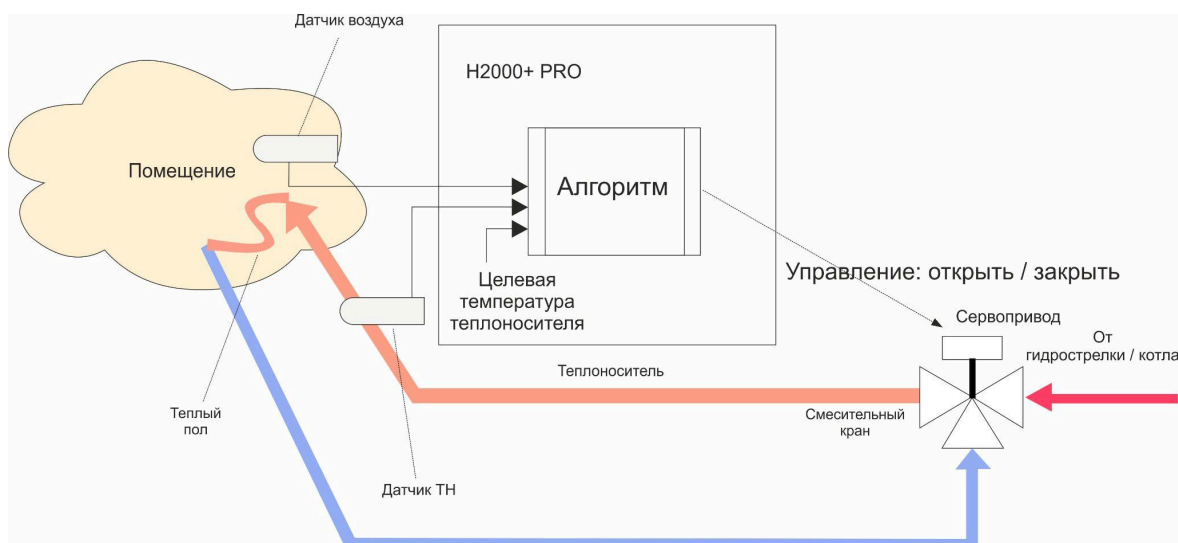 Датчик воздуха
H2000+ PRO
Помещение
Алгоритм
Целевая
температура
теплоносителя
Управление: открыть / закрыть
Сервопривод
От
гидрострелки / котла
Теплоноситель
Смесительный
кран
Теплый
пол
Датчик ТН